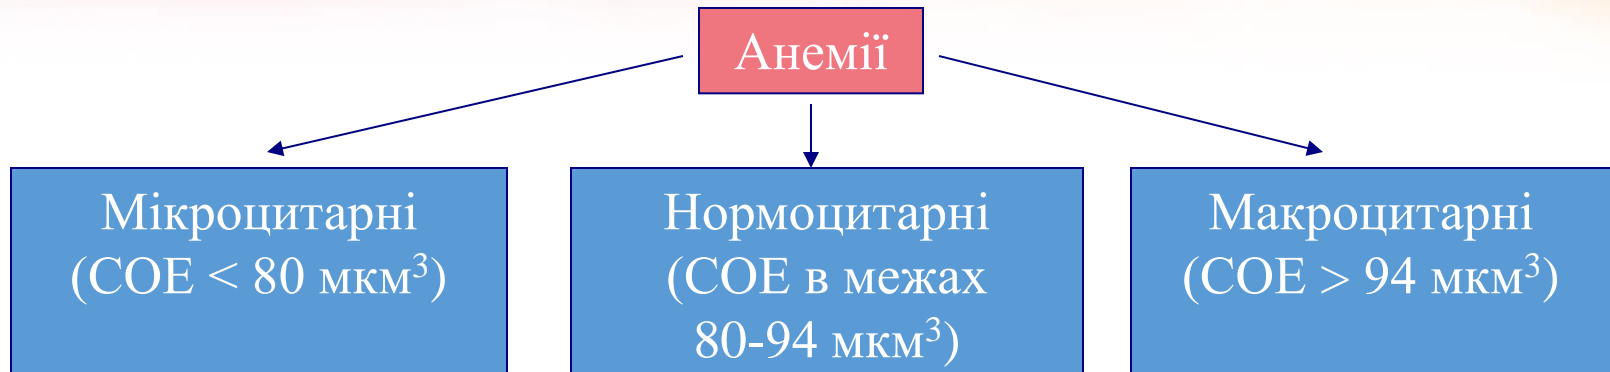 Анемії
Мікроцитарні
(СОЕ < 80 мкм³)
Нормоцитарні
(СОЕ в межах
80-94 мкм³)
Макроцитарні
(СОЕ > 94 мкм³)